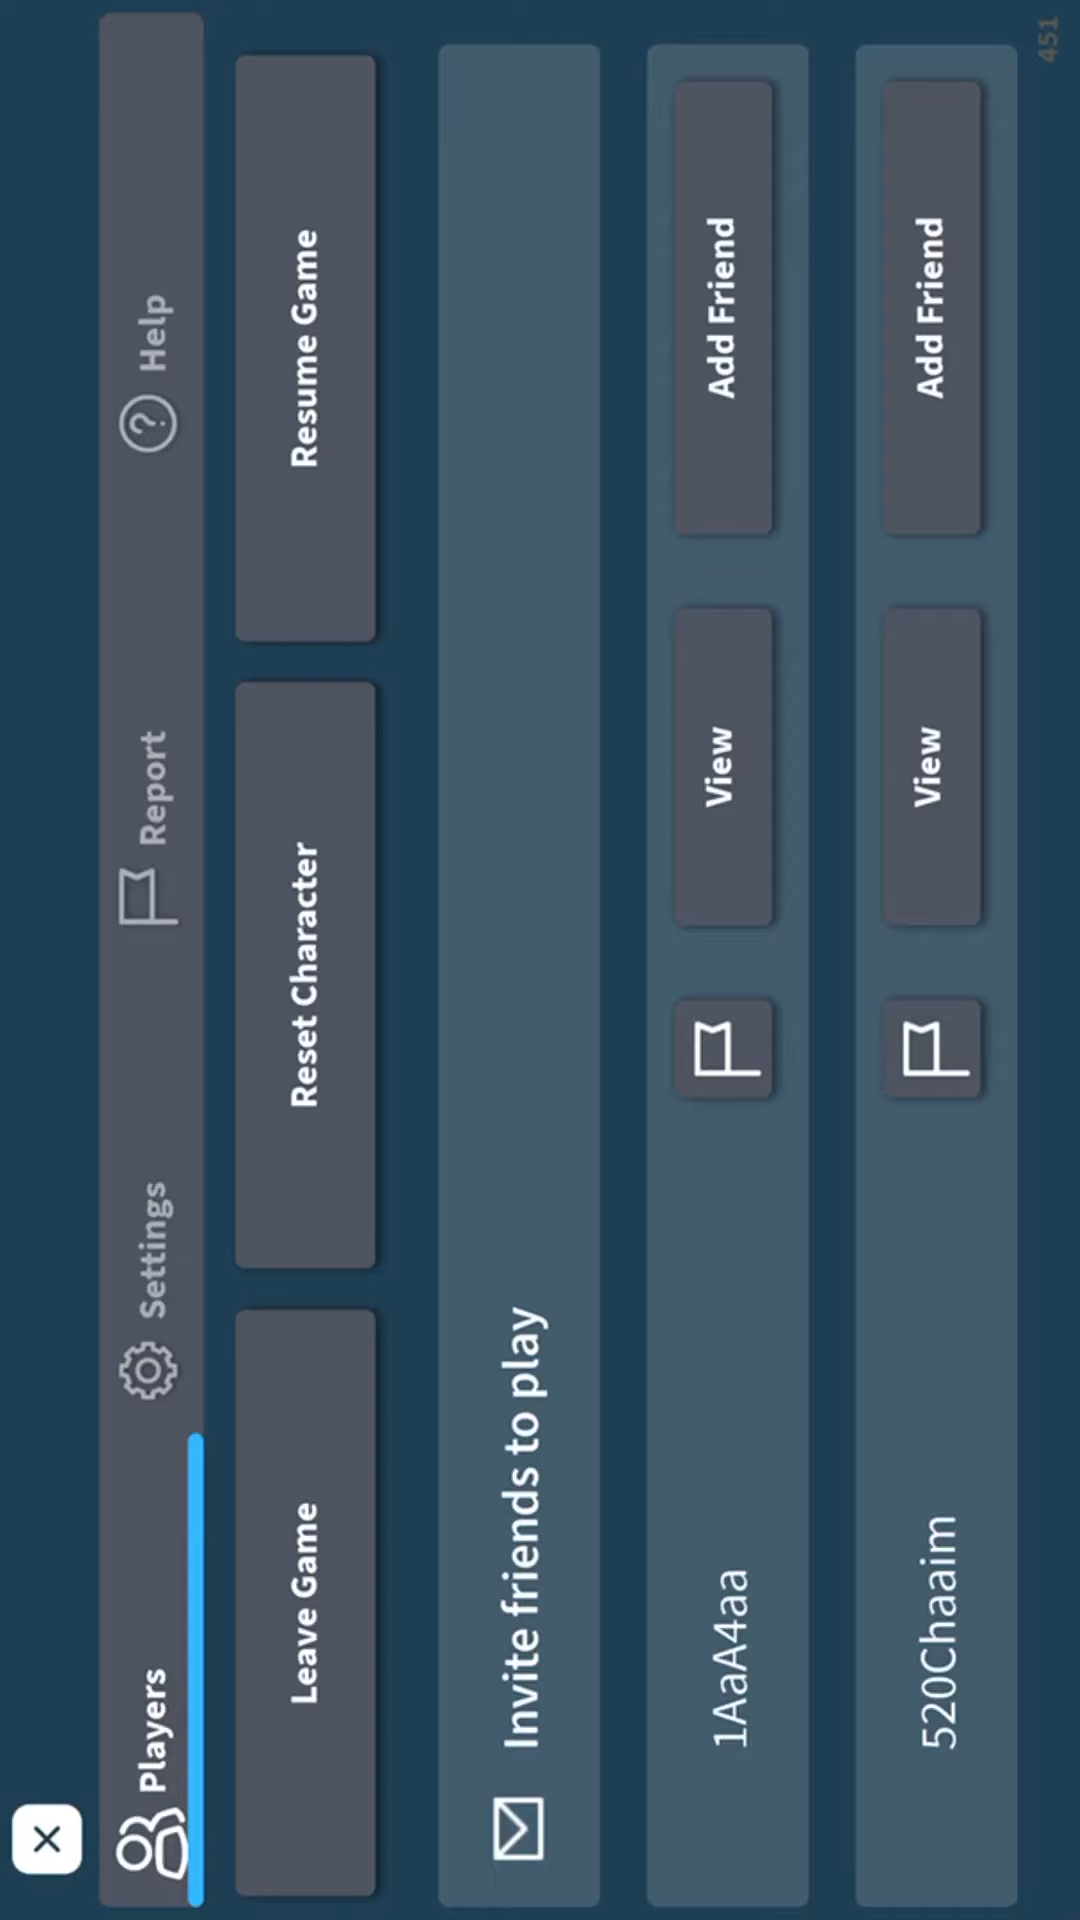 Players
Settings
Report
Help
Leave Game
Reset Character
Resume Game
Invite friends to play
1AaA4aa
View
Add Friend
520Chaaim
View
Add Friend
451